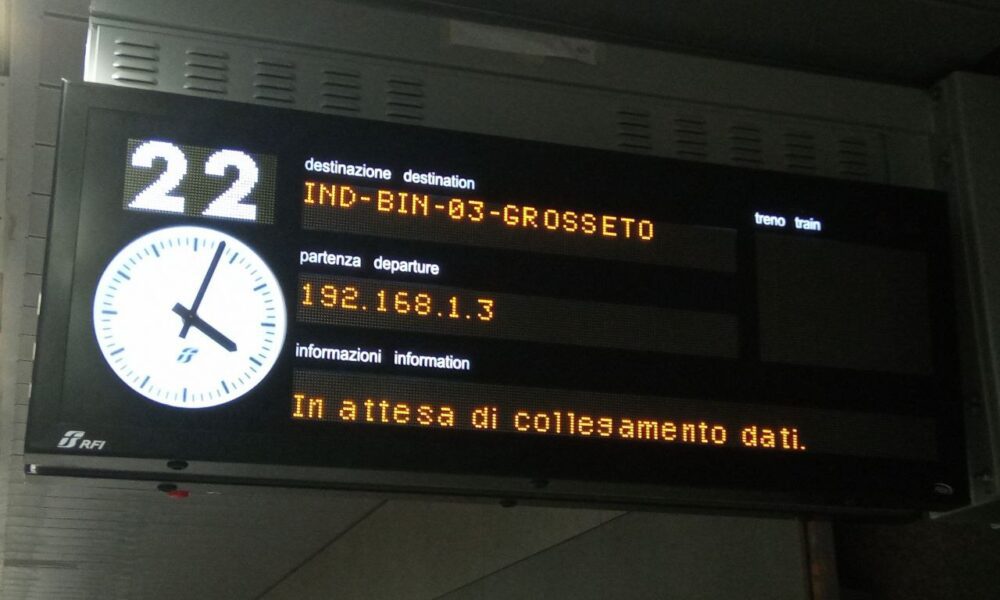 22
destinazione destination
IND-BIN-03-GROSSETO
treno train
partenza departure
192.168.1.3
informazioni information
In attesa di collegamento dati.
RFI